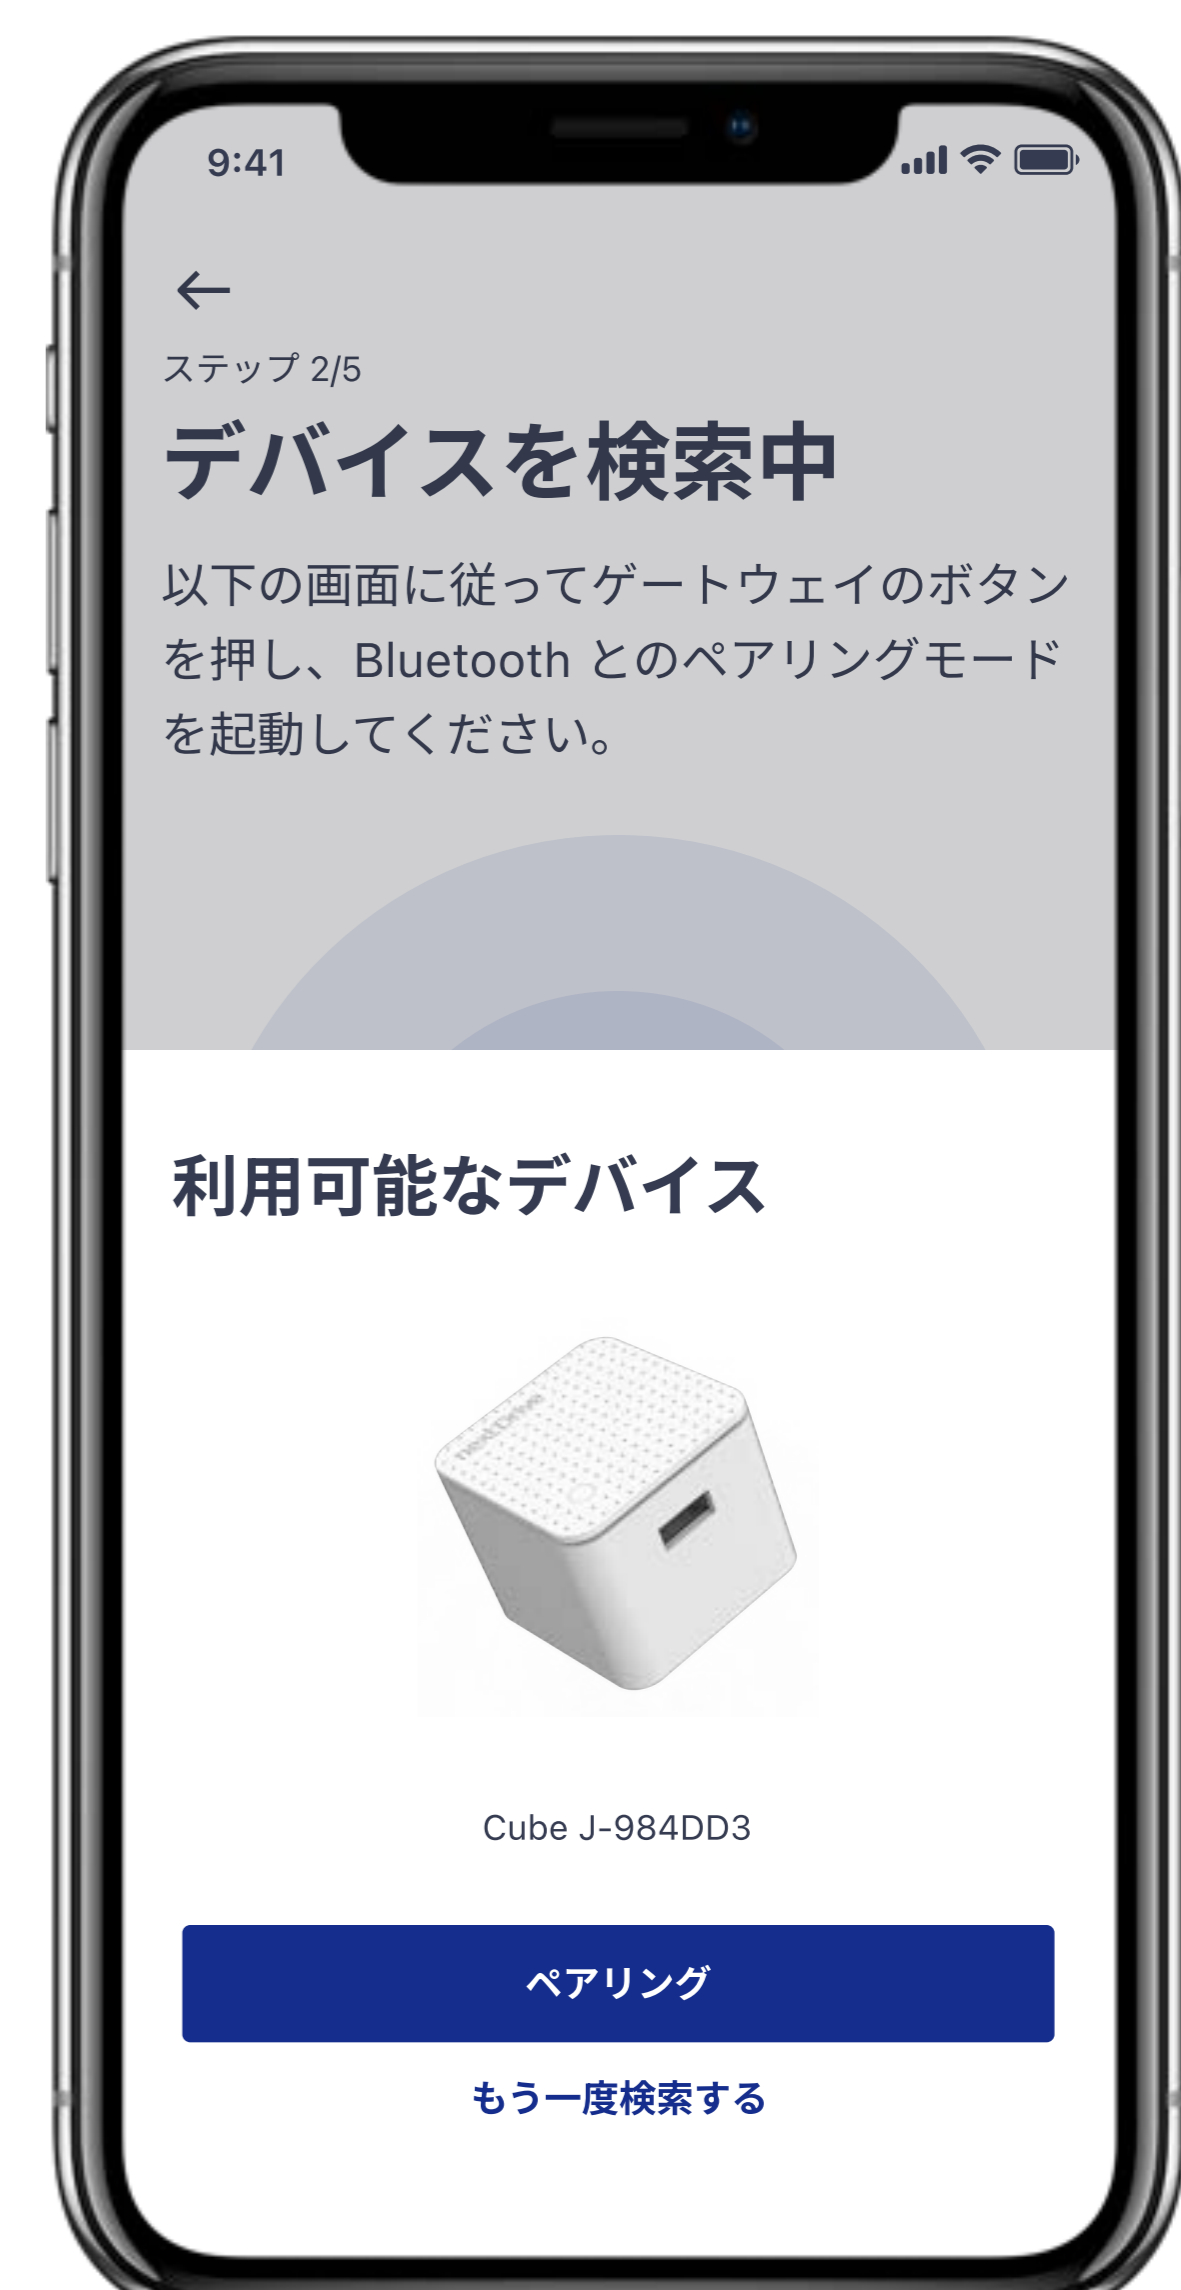 9:41
ステップ 2/5
デバイスを検索中
以下の画面に従ってゲートウェイのボタン
を押し、Bluetooth とのペアリングモード
を起動してください。
利用可能なデバイス
nextDrive
Cube J-984DD3
ペアリング
もう一度検索する